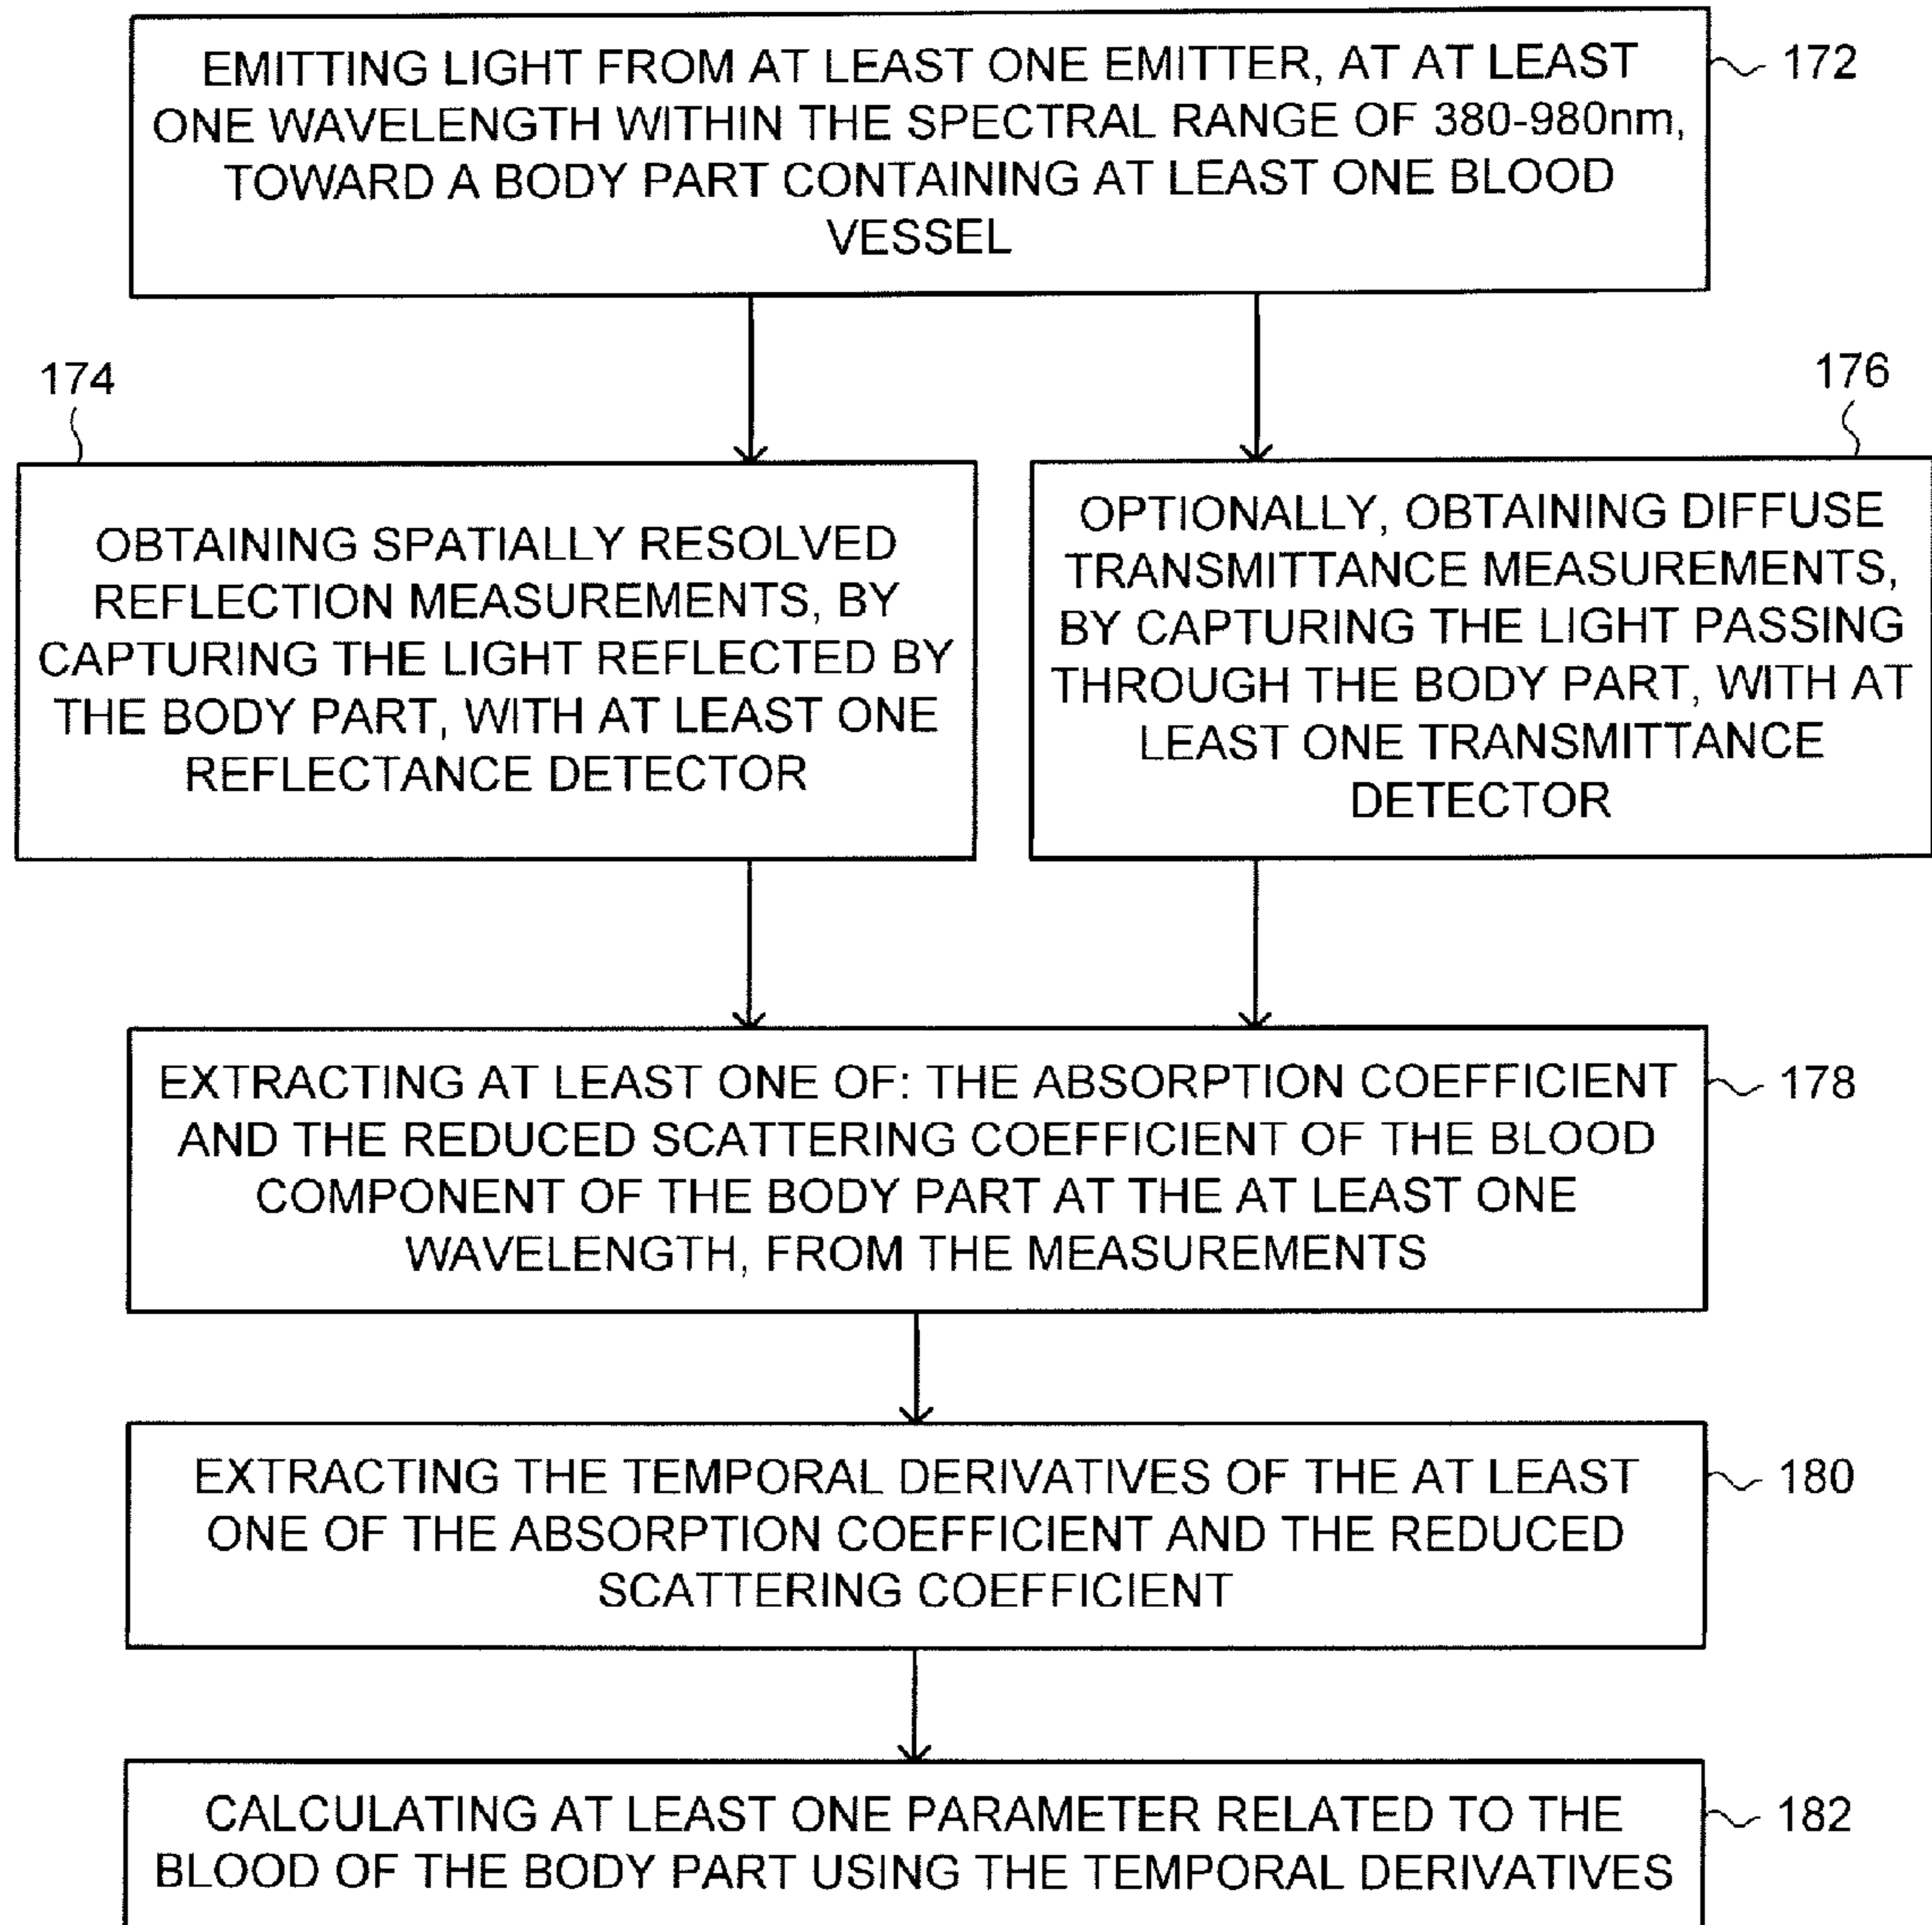 EMITTING LIGHT FROM AT LEAST ONE EMITTER, AT AT LEAST
ONE WAVELENGTH WITHIN THE SPECTRAL RANGE OF 380-980nm,
TOWARD A BODY PART CONTAINING AT LEAST ONE BLOOD
VESSEL
172
174
OBTAINING SPATIALLY RESOLVED
REFLECTION MEASUREMENTS, BY
CAPTURING THE LIGHT REFLECTED BY
THE BODY PART, WITH AT LEAST ONE
REFLECTANCE DETECTOR
176
OPTIONALLY, OBTAINING DIFFUSE
TRANSMITTANCE MEASUREMENTS,
BY CAPTURING THE LIGHT PASSING
THROUGH THE BODY PART, WITH AT
LEAST ONE TRANSMITTANCE
DETECTOR
EXTRACTING AT LEAST ONE OF: THE ABSORPTION COEFFICIENT
AND THE REDUCED SCATTERING COEFFICIENT OF THE BLOOD
COMPONENT OF THE BODY PART AT THE AT LEAST ONE
WAVELENGTH, FROM THE MEASUREMENTS
178
EXTRACTING THE TEMPORAL DERIVATIVES OF THE AT LEAST
ONE OF THE ABSORPTION COEFFICIENT AND THE REDUCED
SCATTERING COEFFICIENT
180
CALCULATING AT LEAST ONE PARAMETER RELATED TO THE
BLOOD OF THE BODY PART USING THE TEMPORAL DERIVATIVES
182